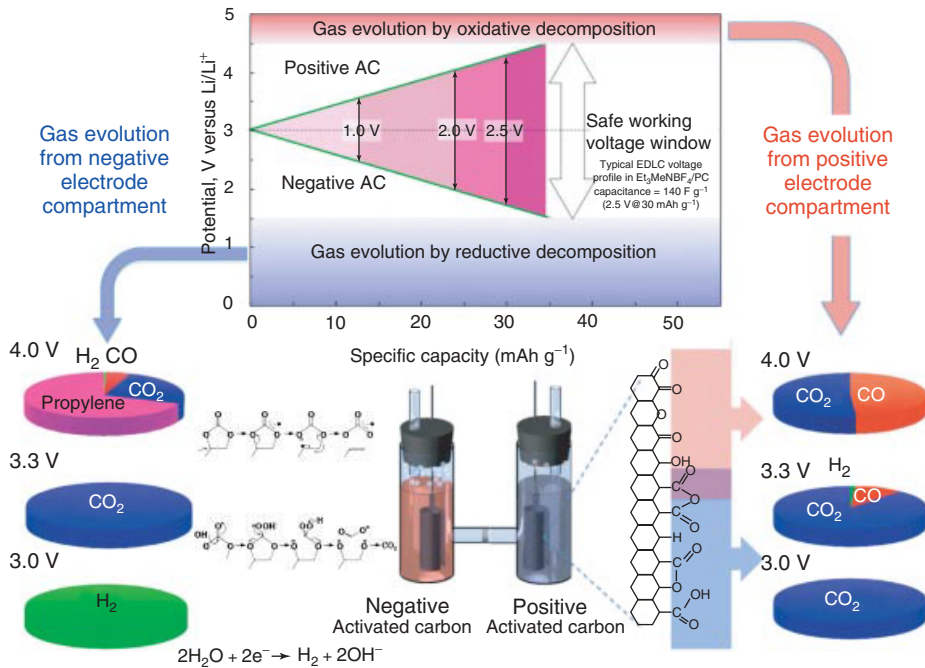 5
4
3
2
1
0
Potential, V versus Li/Li⁺
Gas evolution by oxidative decomposition
Positive AC
1.0 V
2.0 V
2.5 V
Negative AC
Safe working
voltage window
Typical EDLC voltage
profile in Et₃MeNBF₄/PC
capacitance = 140 F g⁻¹
(2.5 V@30 mAh g⁻¹)
Gas evolution by reductive decomposition
0
10
20
30
40
50
Specific capacity (mAh g⁻¹)
Gas evolution
from negative
electrode
compartment
Gas evolution
from positive
electrode
compartment
4.0 V
H₂ CO
CO₂
Propylene
3.3 V
CO₂
3.0 V
H₂
O
O
O
O
OH
OOH
CO₂
2H₂O + 2e⁻→ H₂ + 2OH⁻
Negative
Activated carbon
Positive
Activated carbon
O
O
O
O
OH
C
O
O
C
O
H
C
O
O
C
OH
O
4.0 V
CO₂
CO
3.3 V
H₂
CO₂
CO
3.0 V
CO₂